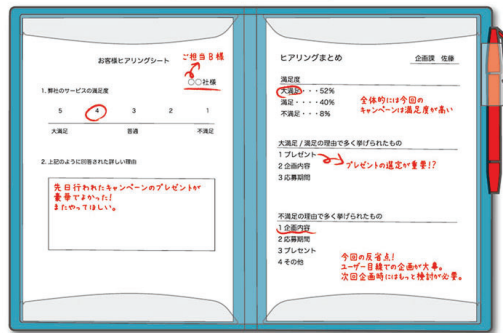 お客様ヒアリングシート
ご担当B様
○○社様
1. 弊社のサービスの満足度
5 4 3 2 1
大満足 普通 不満足
2. 上記のように回答された詳しい理由
先日行われたキャンペーンのプレゼントが
豪華でよかった!
またやってほしい。
ヒアリングまとめ 企画課 佐藤
満足度
大満足・・・52%
満足・・・・40%
不満足・・・8%
全体的には今回の
キャンペーンは満足度が高い
大満足/満足の理由で多く挙げられたもの
1 プレゼント
2 企画内容
3 応募期間
プレゼントの選定が重要!?
不満足の理由で多く挙げられたもの
1 企画内容
2 応募期間
3 プレゼント
4 その他
今回の反省点!
ユーザー目線での企画が大事。
次回企画時にはもっと検討が必要。